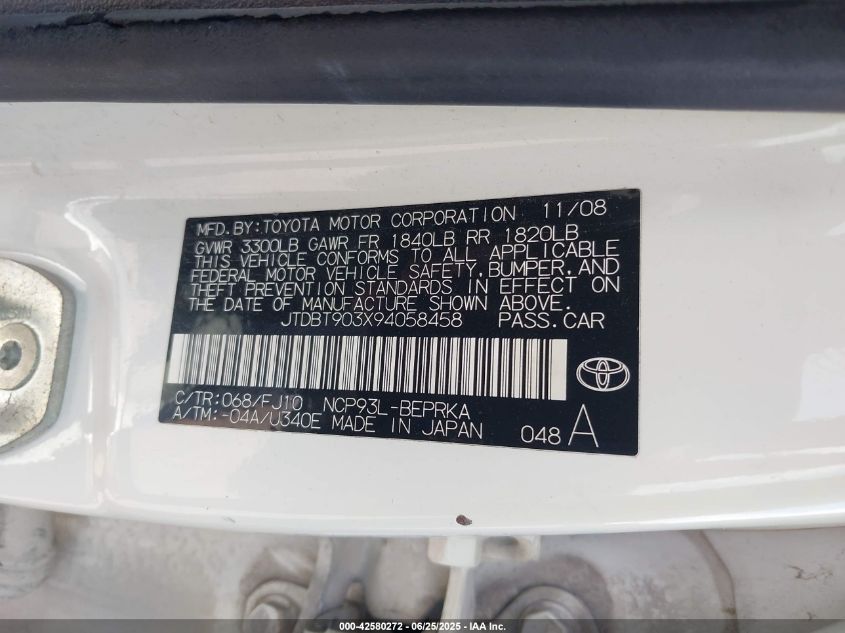 MFD.BY:TOYOTA MOTOR CORPORATION 11/08
GVWR 3300LB GAWR FR 1840LB RR 1820LB
THIS VEHICLE CONFORMS TO ALL APPLICABLE
FEDERAL MOTOR VEHICLE SAFETY,BUMPER,AND
THEFT PREVENTION STANDARDS IN EFFECT ON
THE DATE OF MANUFACTURE SHOWN ABOVE.
JTDBT903X94058458 PASS.CAR
C/TR:068/FJ10 NCP93L-BEPRKA
A/TM:-04A/U340E MADE IN JAPAN 048 A
000-42580272 - 06/25/2025 - IAA Inc.